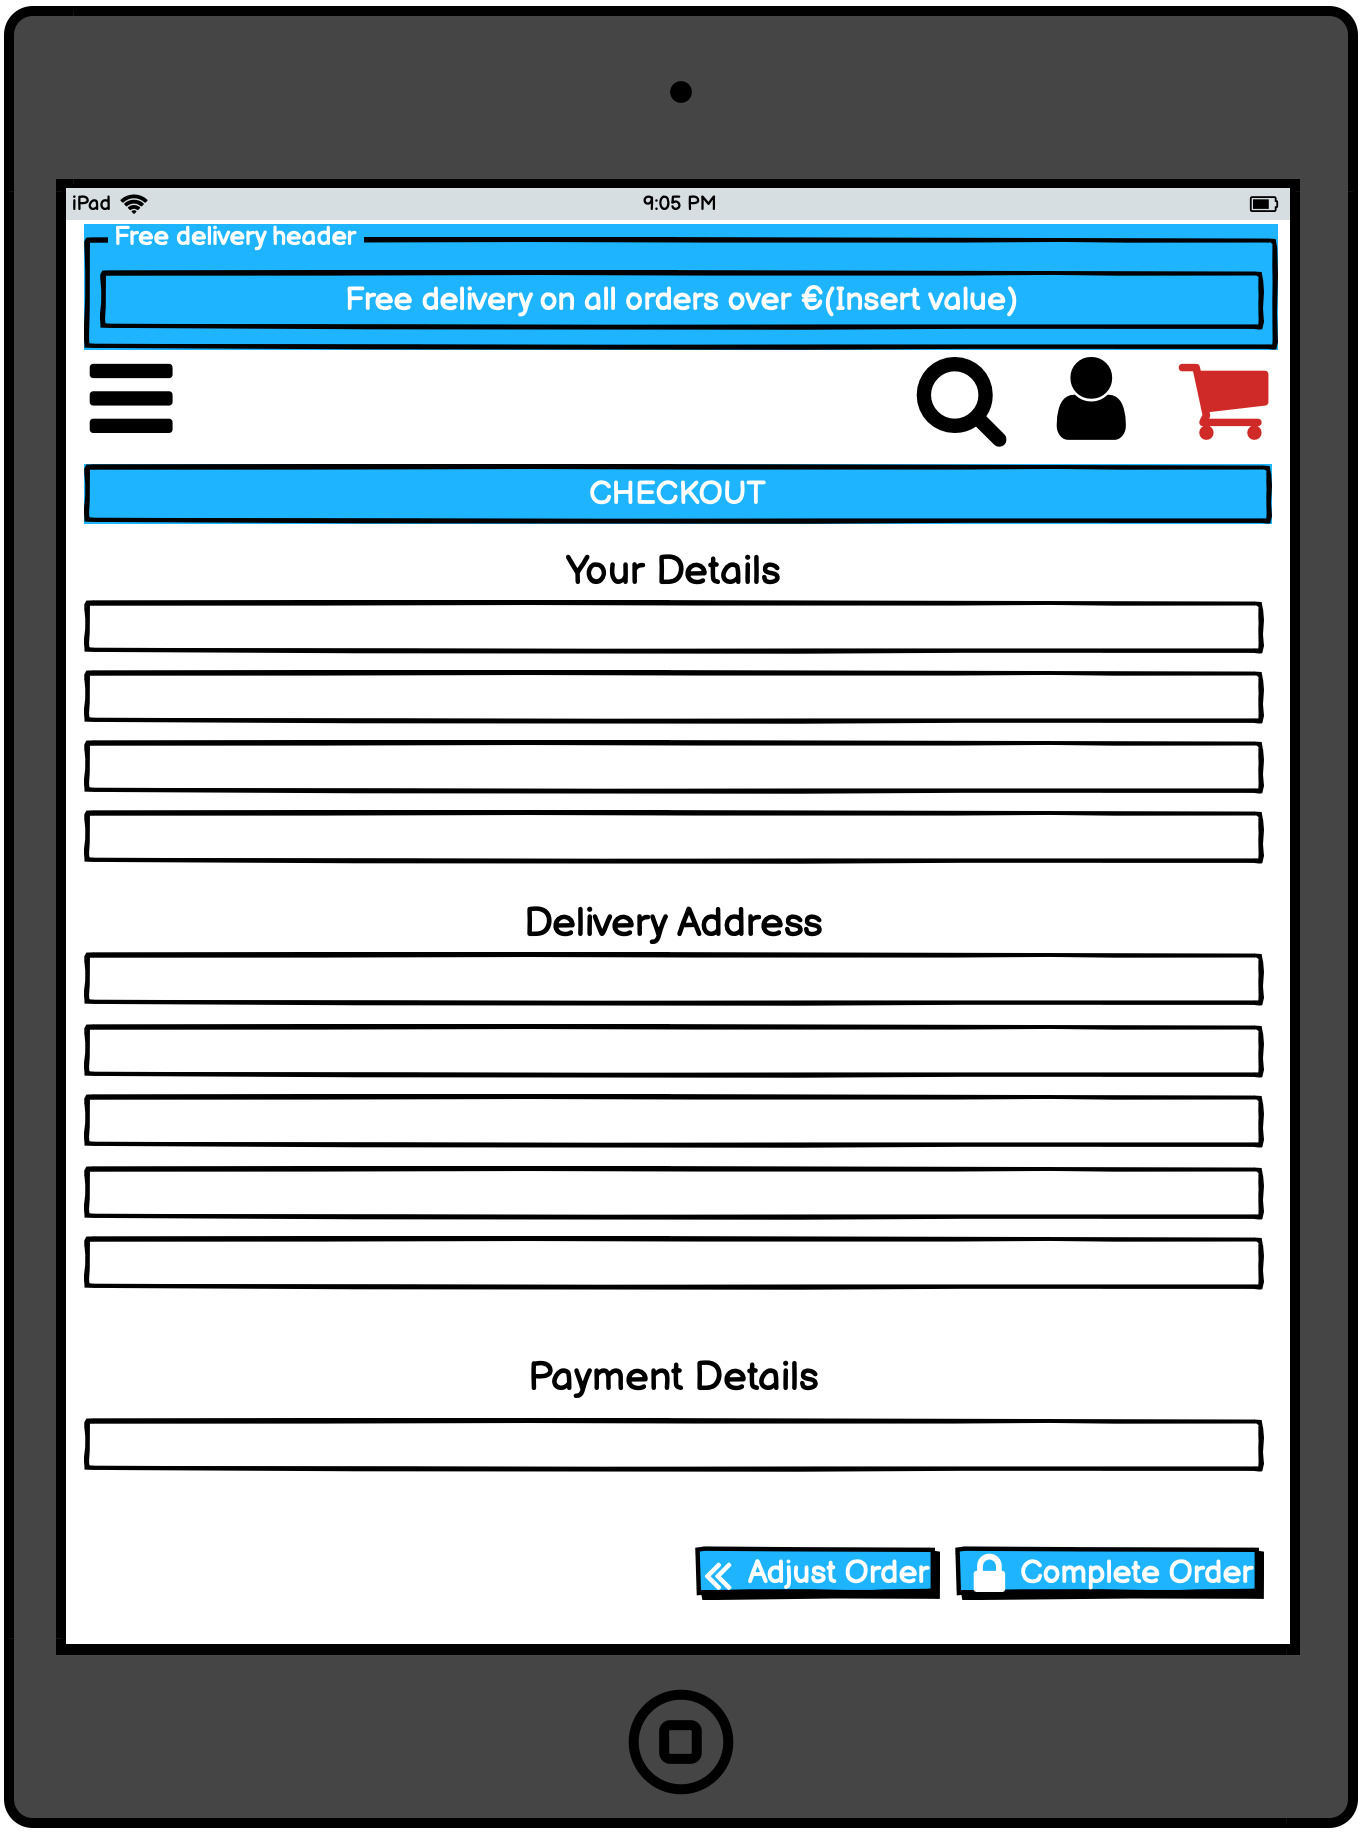 iPad
9:05 PM
Free delivery header
Free delivery on all orders over €(Insert value)
CHECKOUT
Your Details
Delivery Address
Payment Details
Adjust Order
Complete Order